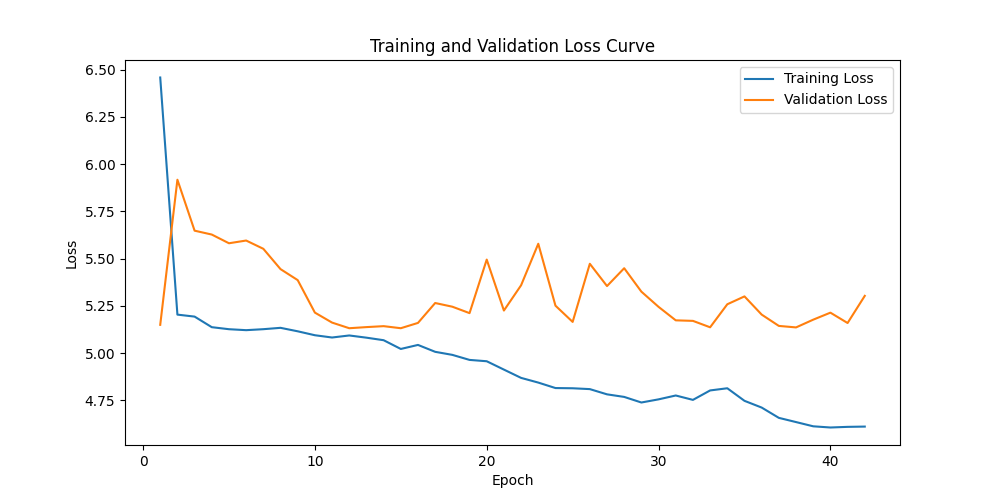 Training and Validation Loss Curve
Training Loss
Validation Loss
6.50
6.25
6.00
5.75
5.50
5.25
5.00
4.75
Loss
0
10
20
30
40
Epoch